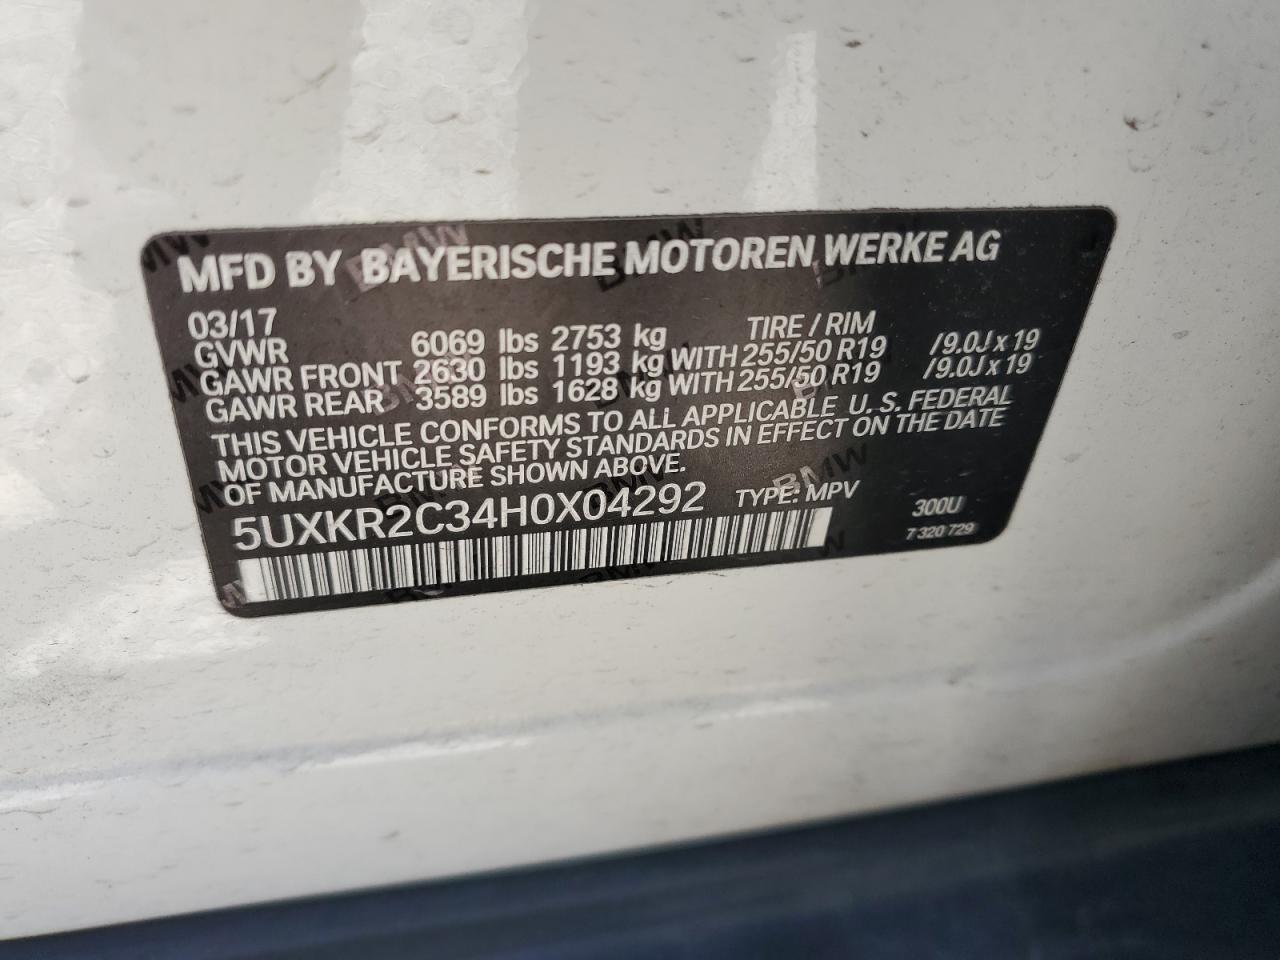 MFD BY BAYERISCHE MOTOREN WERKE AG
03/17 TIRE / RIM
GVWR 6069 lbs 2753 kg
GAWR FRONT 2630 lbs 1193 kg WITH 255/50 R19 /9.0J x 19
GAWR REAR 3589 lbs 1628 kg WITH 255/50 R19 /9.0J x 19
THIS VEHICLE CONFORMS TO ALL APPLICABLE U. S. FEDERAL
MOTOR VEHICLE SAFETY STANDARDS IN EFFECT ON THE DATE
OF MANUFACTURE SHOWN ABOVE.
5UXKR2C34H0X04292 TYPE: MPV 300U
7 320 729